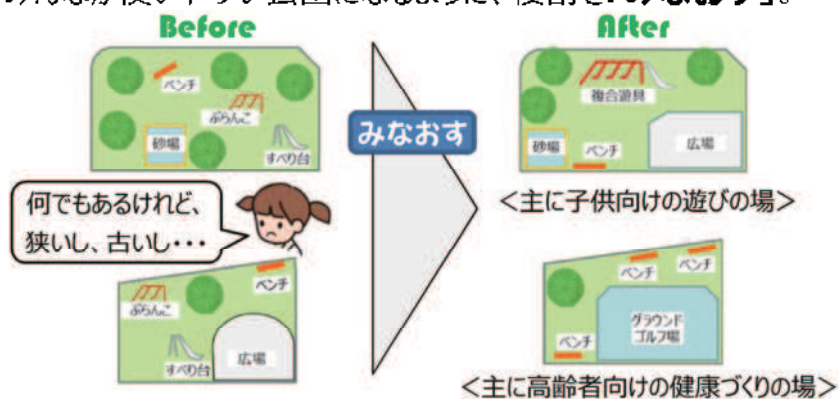 Before
After
ベンチ
ぶらんこ
砂場
すべり台
みなおす
複合遊具
広場
砂場
ベンチ
<主に子供向けの遊びの場>
何でもあるけれど、
狭いし、古いし・・・
ベンチ
ぶらんこ
すべり台
広場
ベンチ
ベンチ
グラウンド
ゴルフ場
ベンチ
<主に高齢者向けの健康づくりの場>